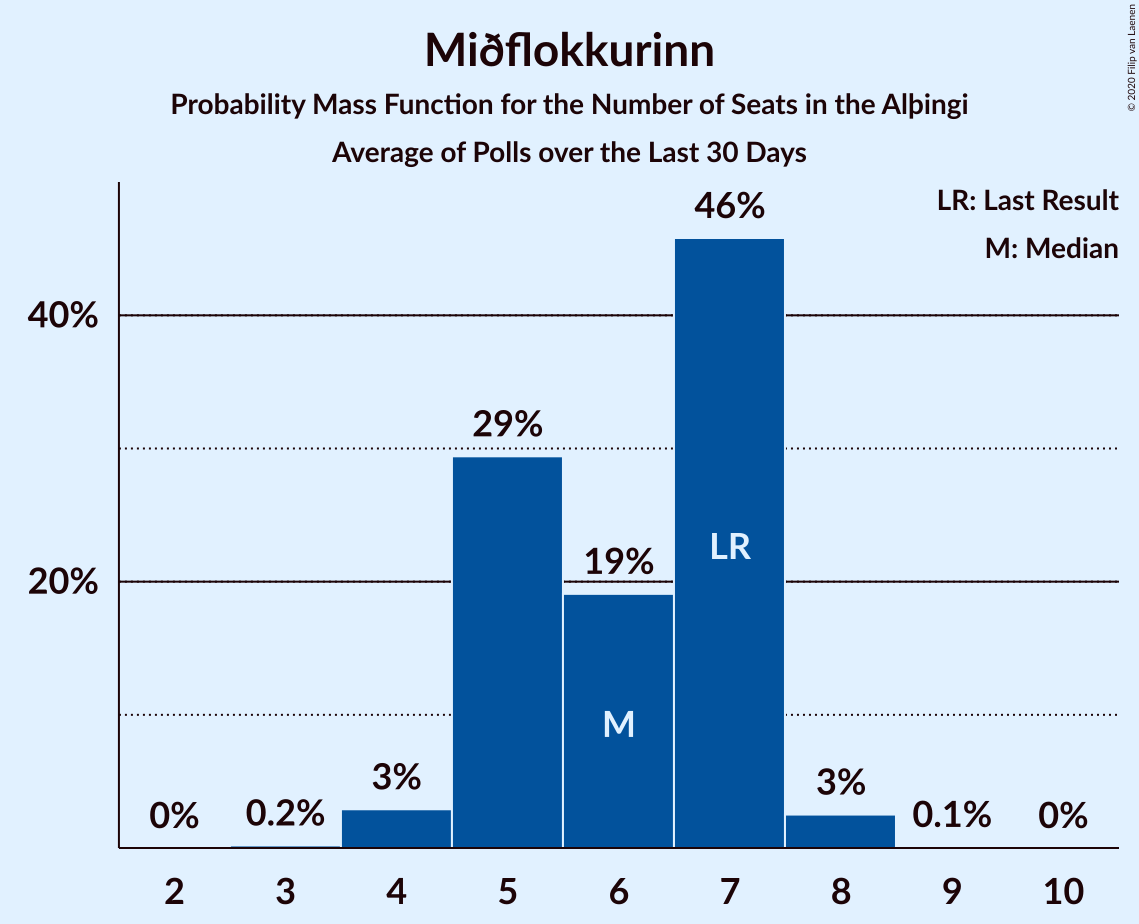 Miðflokkurinn
Probability Mass Function for the Number of Seats in the Alþingi
Average of Polls over the Last 30 Days
© 2020 Filip van Laenen
LR: Last Result
M: Median
46%
40%
29%
LR
19%
20%
M
3%
3%
0%
0.2%
0.1%
0%
2 3 4 5 6 7 8 9 10